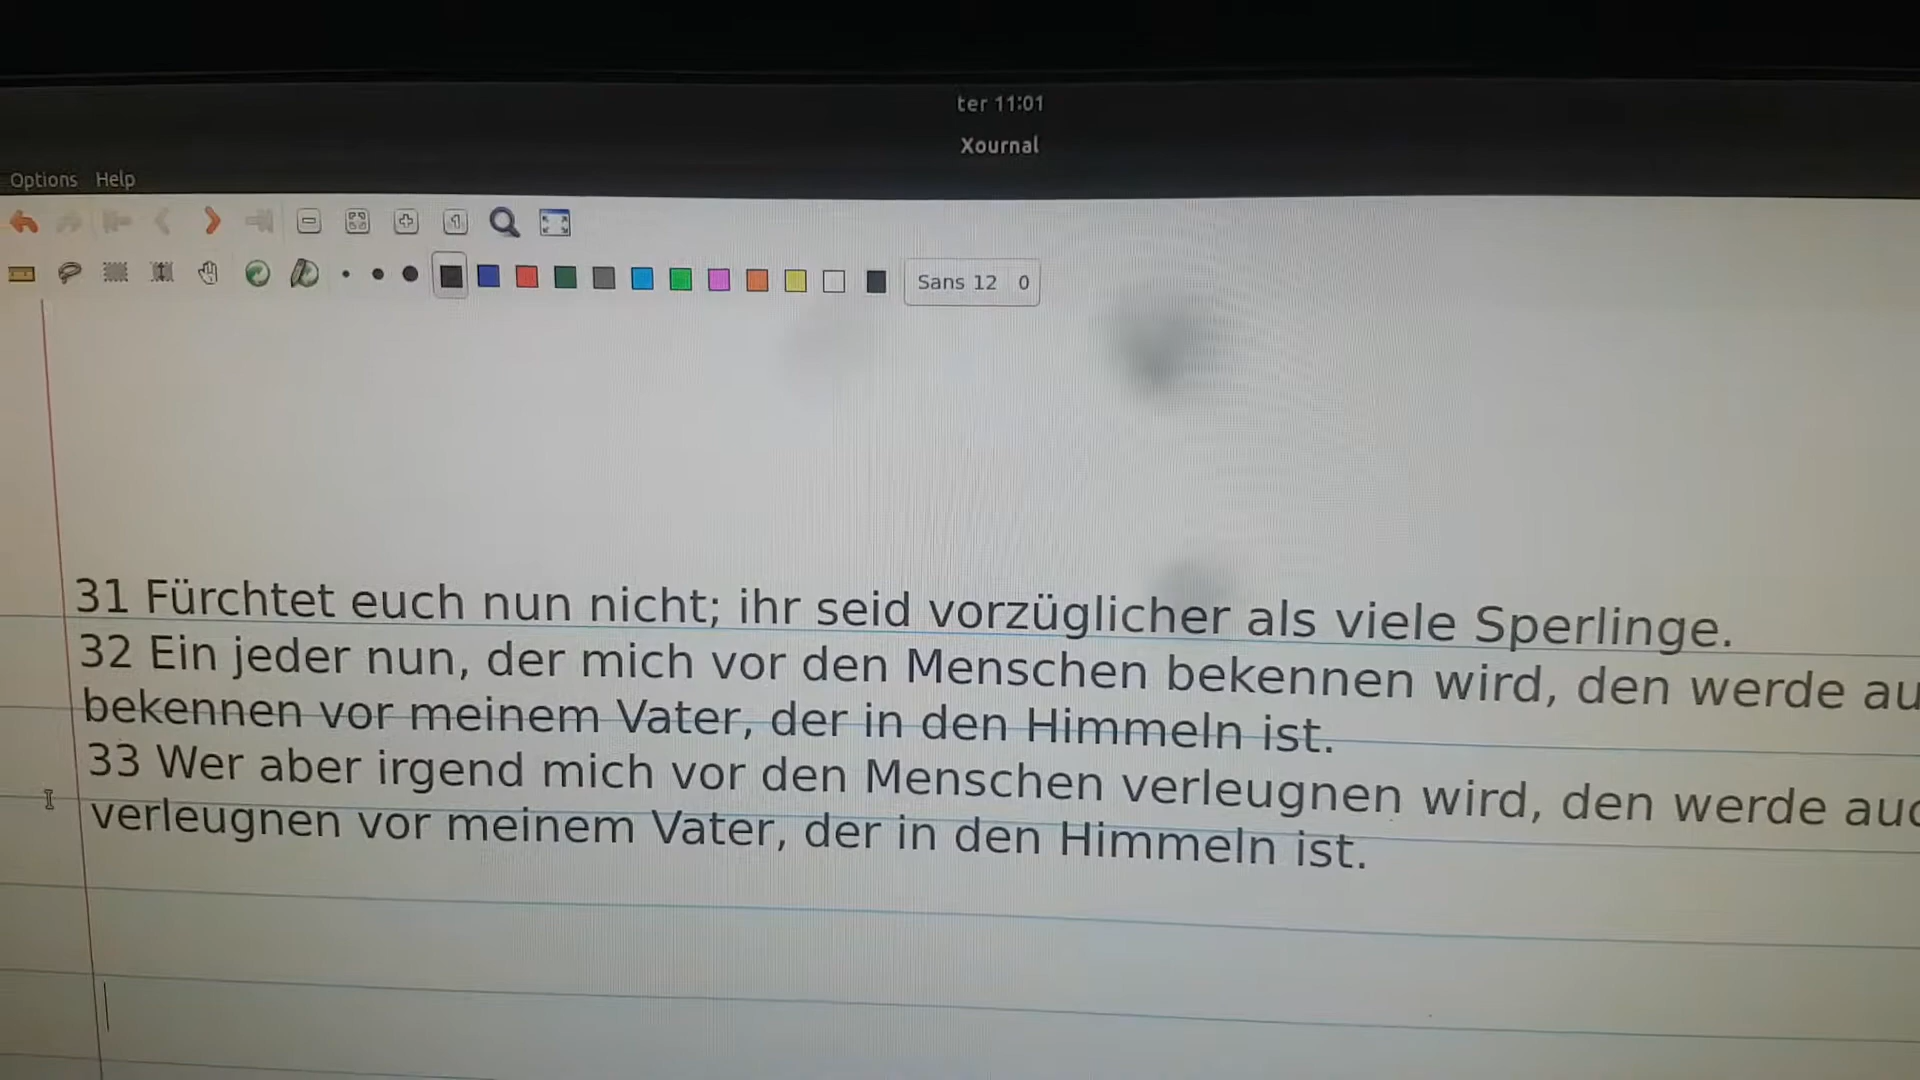 ter 11:01
Xournal
Options Help
Sans 12 0
31 Fürchtet euch nun nicht; ihr seid vorzüglicher als viele Sperlinge.
32 Ein jeder nun, der mich vor den Menschen bekennen wird, den werde au
bekennen vor meinem Vater, der in den Himmeln ist.
33 Wer aber irgend mich vor den Menschen verleugnen wird, den werde auc
verleugnen vor meinem Vater, der in den Himmeln ist.